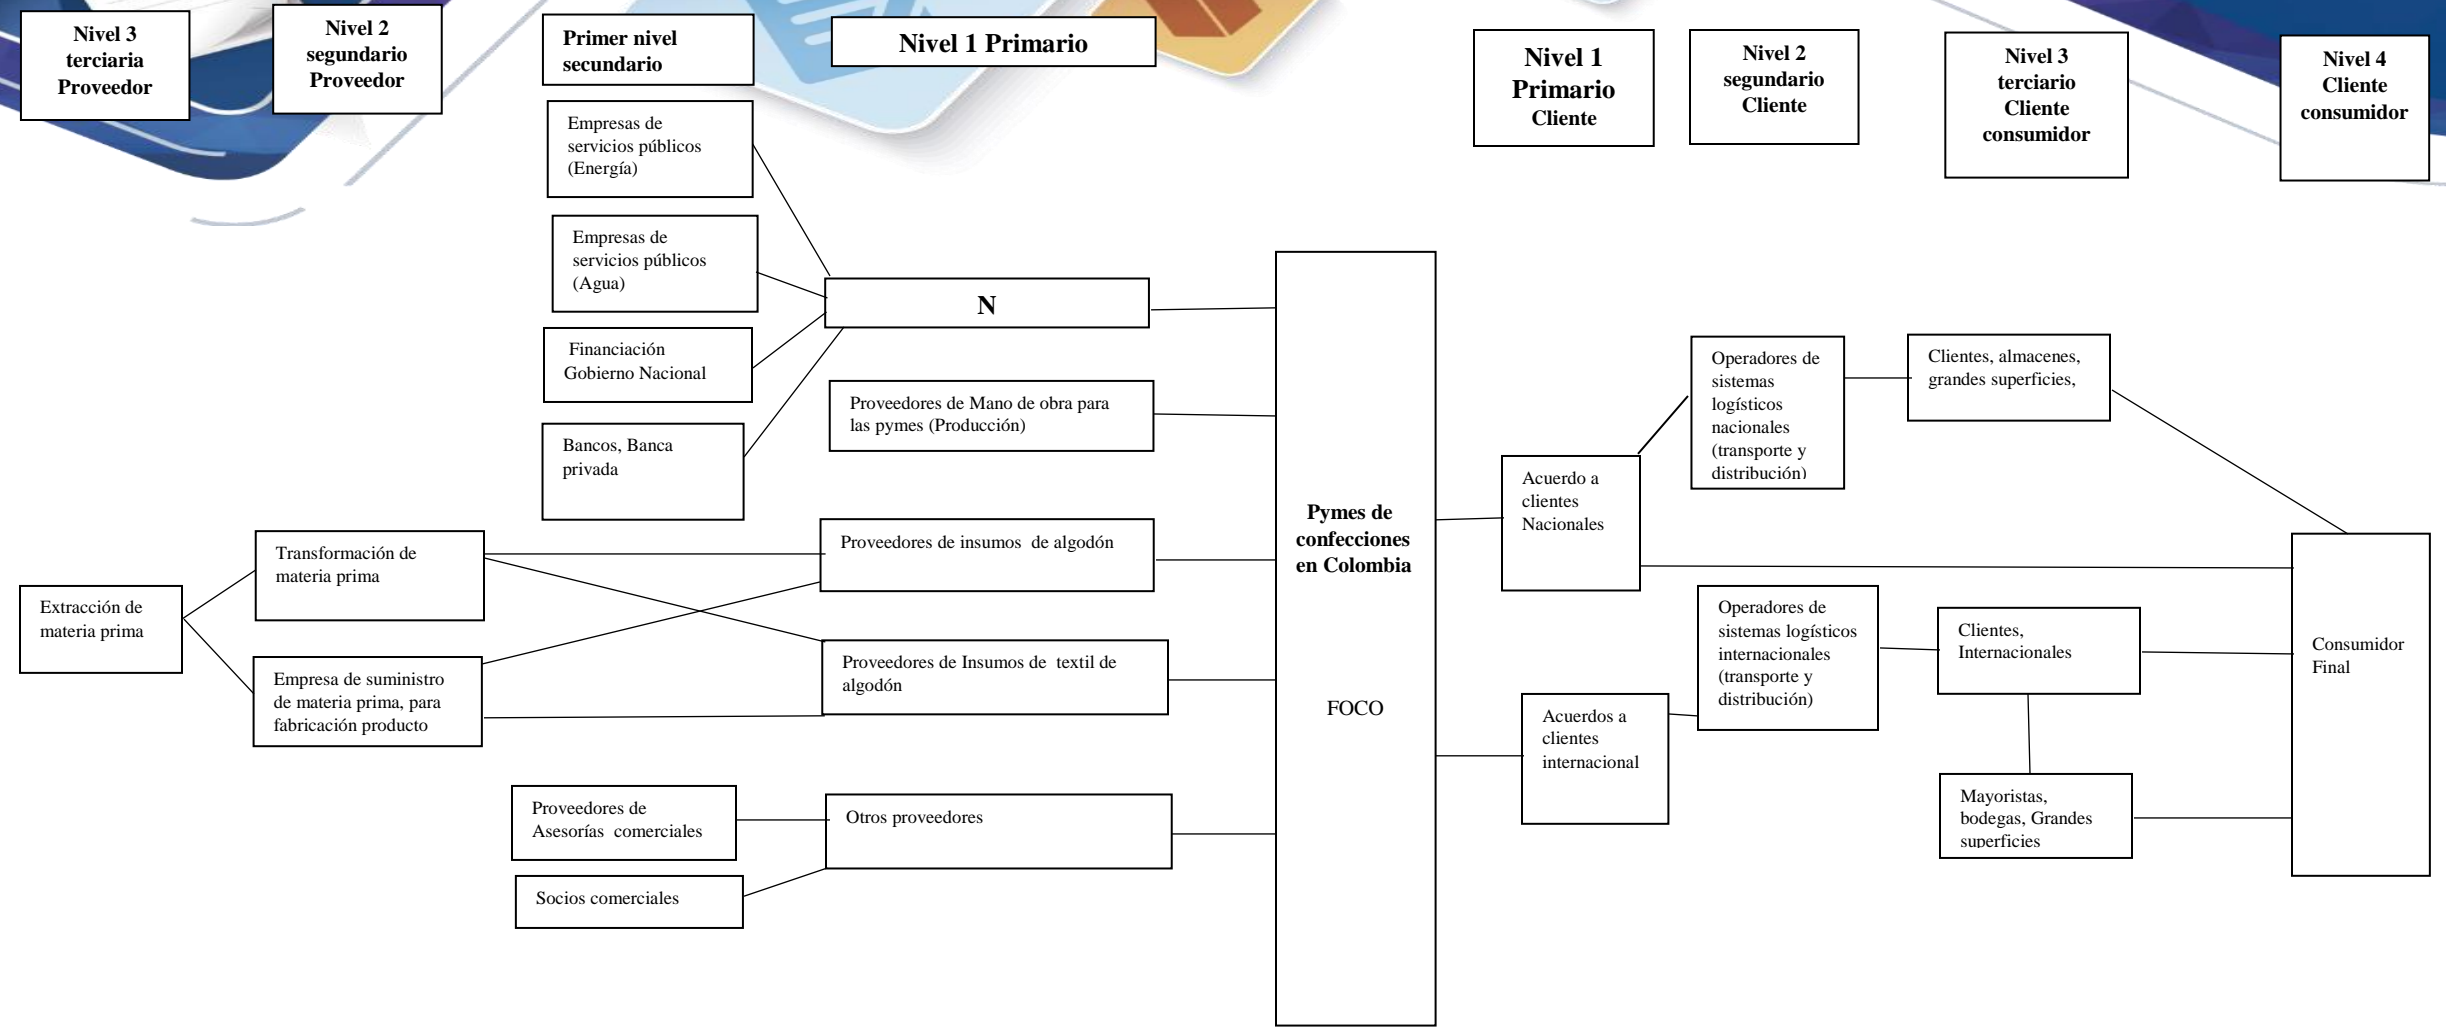 Nivel 3
terciaria
Proveedor
Nivel 2
segundario
Proveedor
Primer nivel
secundario
Nivel 1 Primario
Nivel 1
Primario
Cliente
Nivel 2
segundario
Cliente
Nivel 3
terciario
Cliente
consumidor
Nivel 4
Cliente
consumidor
Empresas de
servicios públicos
(Energía)
Empresas de
servicios públicos
(Agua)
Financiación
Gobierno Nacional
Bancos, Banca
privada
N
Proveedores de Mano de obra para
las pymes (Producción)
Extracción de
materia prima
Transformación de
materia prima
Empresa de suministro
de materia prima, para
fabricación producto
Proveedores de insumos  de algodón
Proveedores de Insumos de  textil de
algodón
Proveedores de
Asesorías  comerciales
Socios comerciales
Otros proveedores
Pymes de
confecciones
en Colombia
FOCO
Acuerdo a
clientes
Nacionales
Acuerdos a
clientes
internacional
Operadores de
sistemas
logísticos
nacionales
(transporte y
distribución)
Operadores de
sistemas logísticos
internacionales
(transporte y
distribución)
Clientes, almacenes,
grandes superficies,
Clientes,
Internacionales
Mayoristas,
bodegas, Grandes
superficies
Consumidor
Final